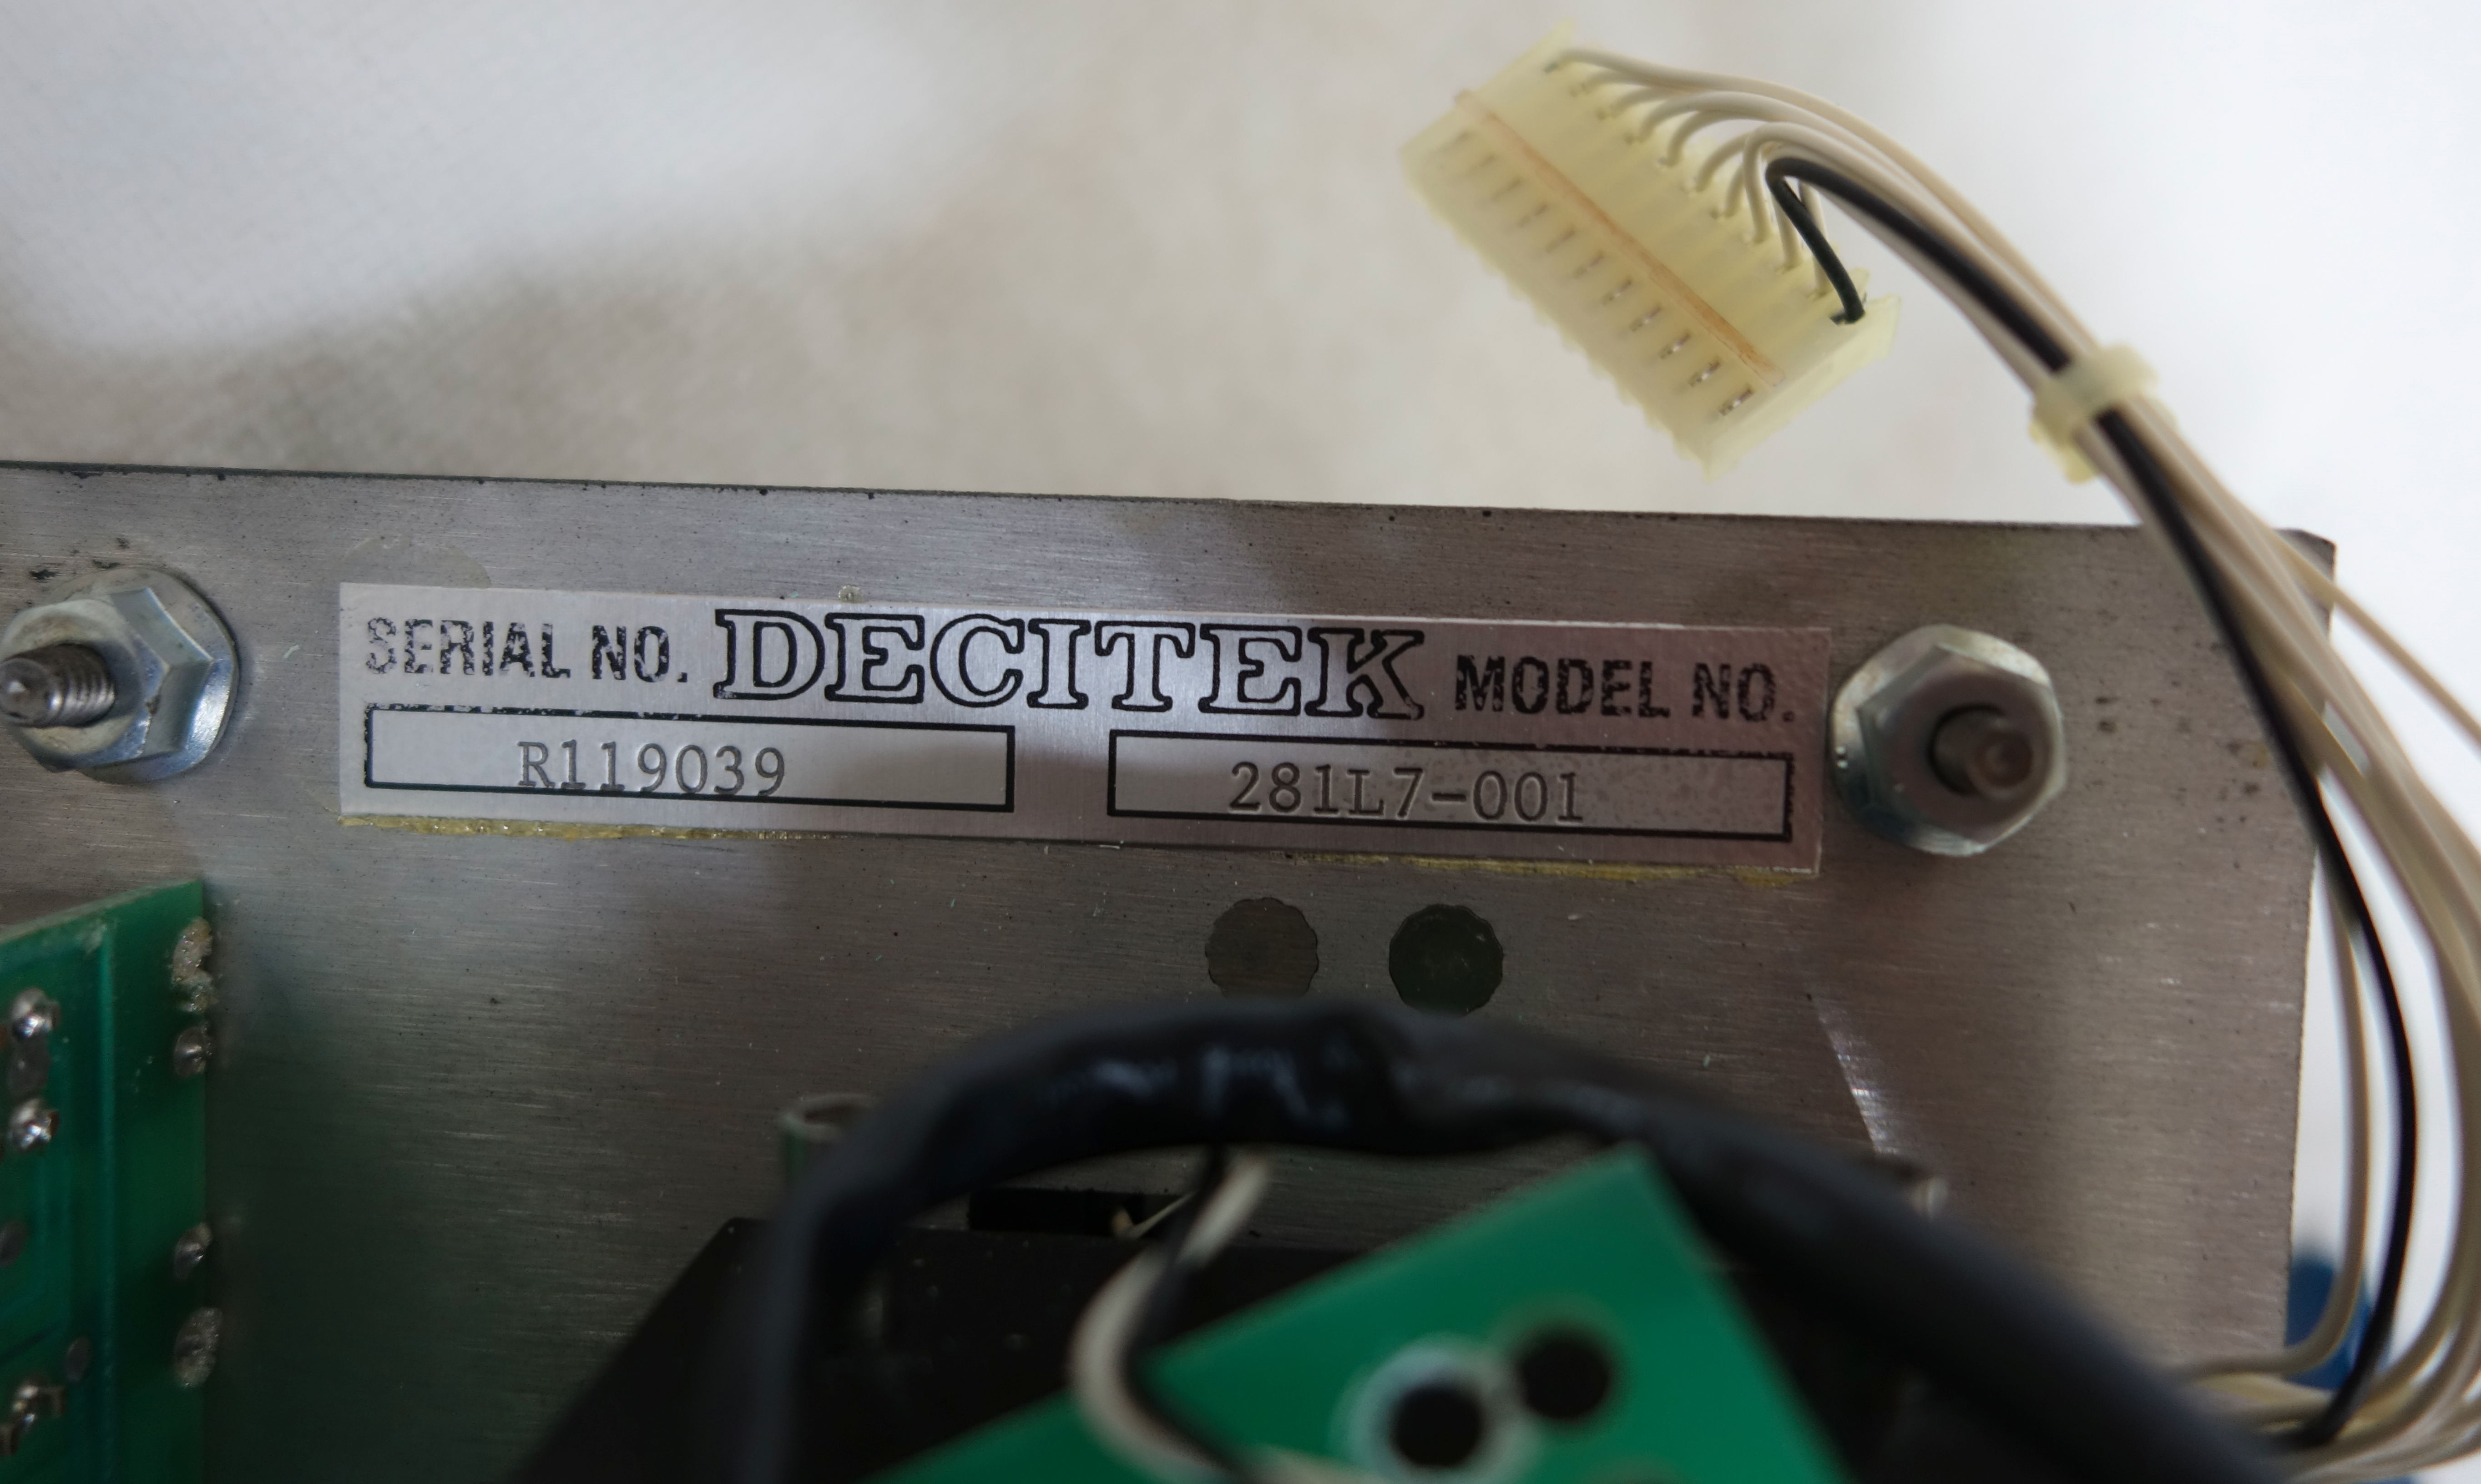 SERIAL NO. DECITEK MODEL NO.
R119039 281L7-001